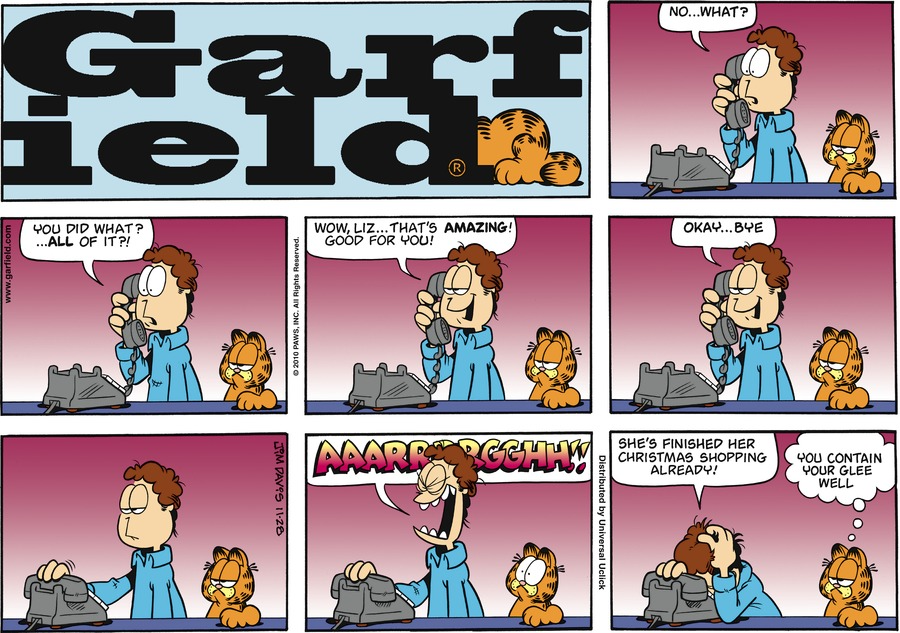 Garf
ield®
NO...WHAT?
www.garfield.com
YOU DID WHAT?
...ALL OF IT?!
© 2010 PAWS, INC. All Rights Reserved.
WOW, LIZ...THAT'S AMAZING!
GOOD FOR YOU!
OKAY...BYE
JIM DAVIS 11-28
AAARRRRRGGHH!!
Distributed by Universal Uclick
SHE'S FINISHED HER
CHRISTMAS SHOPPING
ALREADY!
YOU CONTAIN
YOUR GLEE
WELL